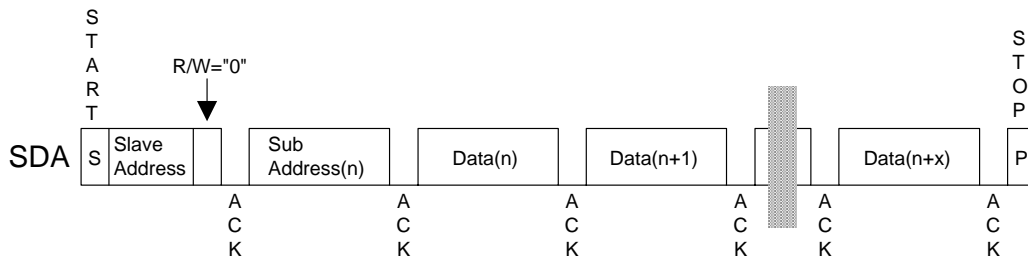 START
STOP
R/W="0"
SDA
S
Slave
Address
Sub
Address(n)
Data(n)
Data(n+1)
Data(n+x)
P
ACK
ACK
ACK
ACK
ACK
ACK